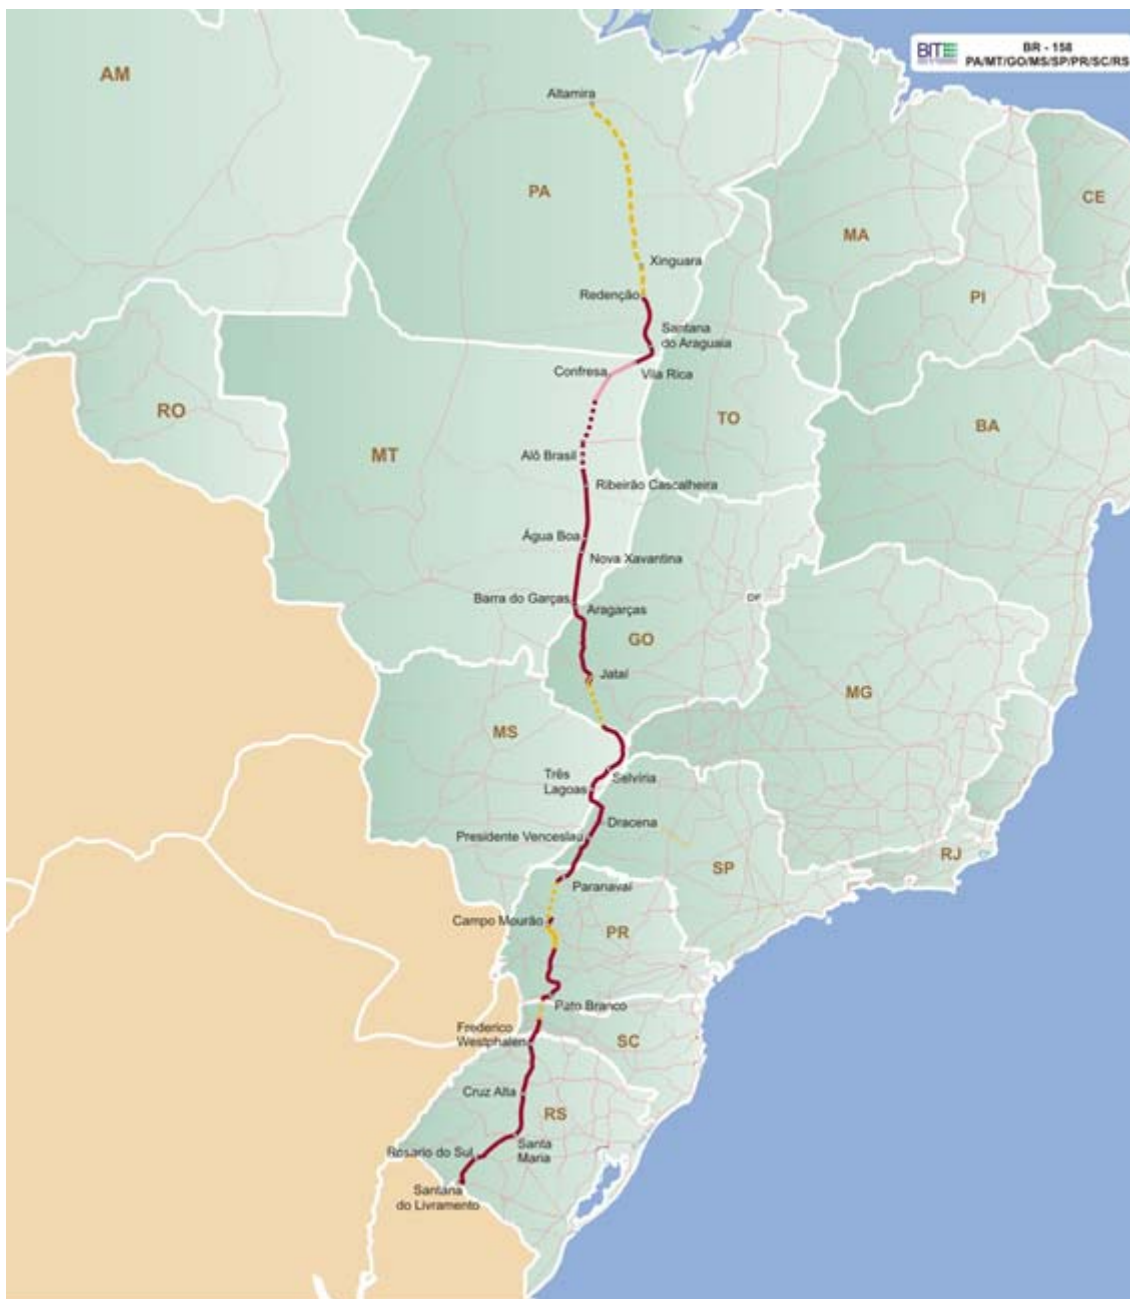 BIT
BR - 158
PA/MT/GO/MS/SP/PR/SC/RS
AM
Altamira
PA
CE
MA
Xinguara
Redenção
PI
Santana
do Araguaia
Confresa
Vila Rica
RO
TO
BA
MT
Alô Brasil
Ribeirão Cascalheira
Água Boa
Nova Xavantina
Barra do Garças
Aragarças
DF
GO
Jataí
MG
MS
Três
Lagoas
Selvíria
Dracena
Presidente Venceslau
RJ
SP
Paranavaí
Campo Mourão
PR
Pato Branco
Frederico
Westphalen
SC
Cruz Alta
RS
Santa
Maria
Rosario do Sul
Santana
do Livramento